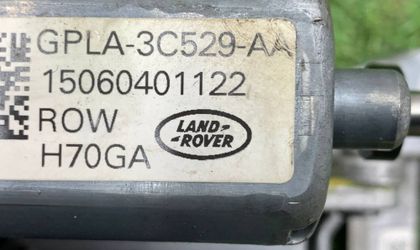 GPLA-3C529-AA
15060401122
ROW
LAND-
-ROVER
H70GA